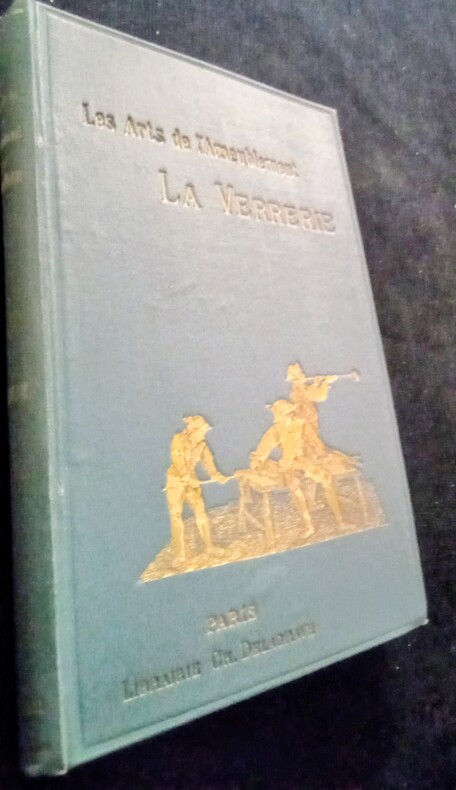 Les Arts de l'Ameublement
LA VERRERIE
PARIS
LIBRAIRIE CH. DELAGRAVE